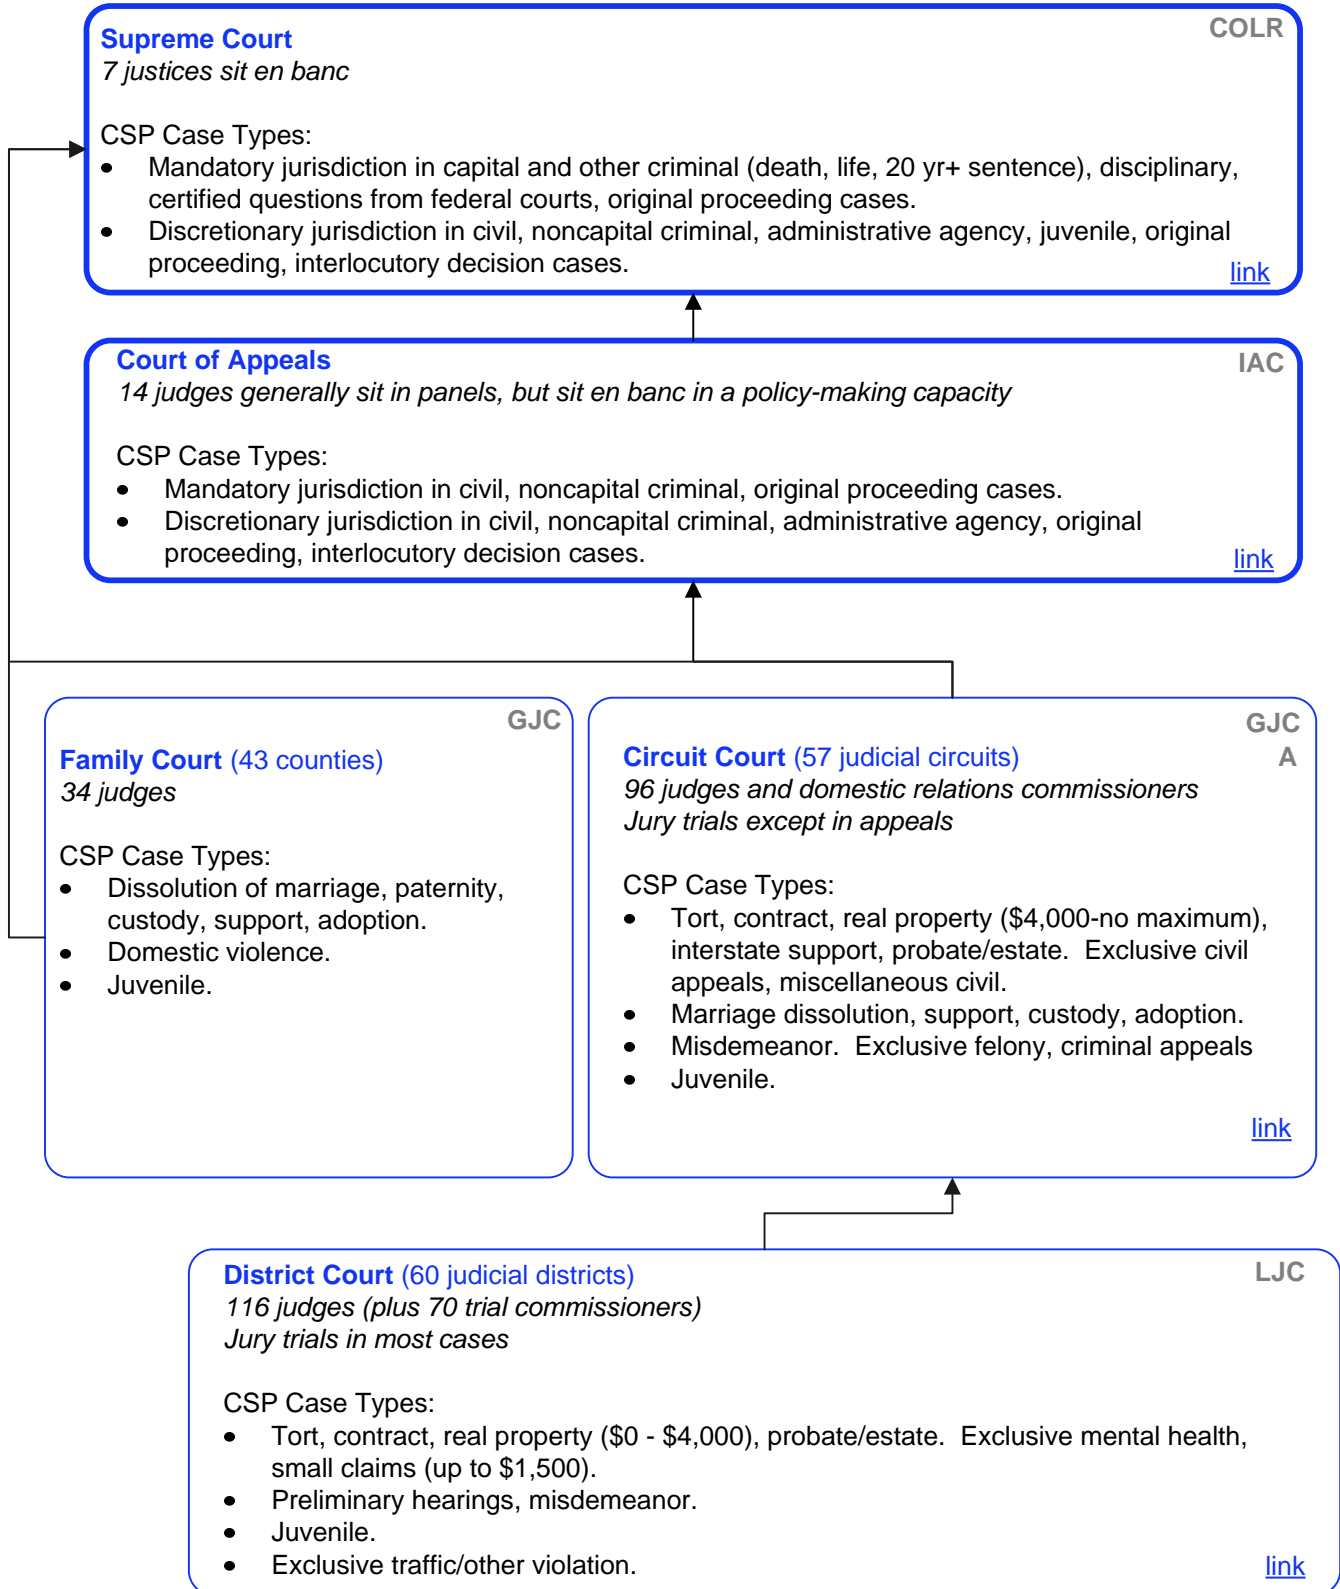 COLR
Supreme Court
7 justices sit en banc
CSP Case Types:
• Mandatory jurisdiction in capital and other criminal (death, life, 20 yr+ sentence), disciplinary,
certified questions from federal courts, original proceeding cases.
• Discretionary jurisdiction in civil, noncapital criminal, administrative agency, juvenile, original
proceeding, interlocutory decision cases.
link
Court of Appeals
IAC
14 judges generally sit in panels, but sit en banc in a policy-making capacity
CSP Case Types:
• Mandatory jurisdiction in civil, noncapital criminal, original proceeding cases.
• Discretionary jurisdiction in civil, noncapital criminal, administrative agency, original
proceeding, interlocutory decision cases.
link
GJC
Family Court (43 counties)
34 judges
CSP Case Types:
• Dissolution of marriage, paternity,
custody, support, adoption.
• Domestic violence.
• Juvenile.
GJC
A
Circuit Court (57 judicial circuits)
96 judges and domestic relations commissioners
Jury trials except in appeals
CSP Case Types:
• Tort, contract, real property ($4,000-no maximum),
interstate support, probate/estate.  Exclusive civil
appeals, miscellaneous civil.
• Marriage dissolution, support, custody, adoption.
• Misdemeanor.  Exclusive felony, criminal appeals
• Juvenile.
link
District Court (60 judicial districts)
LJC
116 judges (plus 70 trial commissioners)
Jury trials in most cases
CSP Case Types:
• Tort, contract, real property ($0 - $4,000), probate/estate.  Exclusive mental health,
small claims (up to $1,500).
• Preliminary hearings, misdemeanor.
• Juvenile.
• Exclusive traffic/other violation.
link